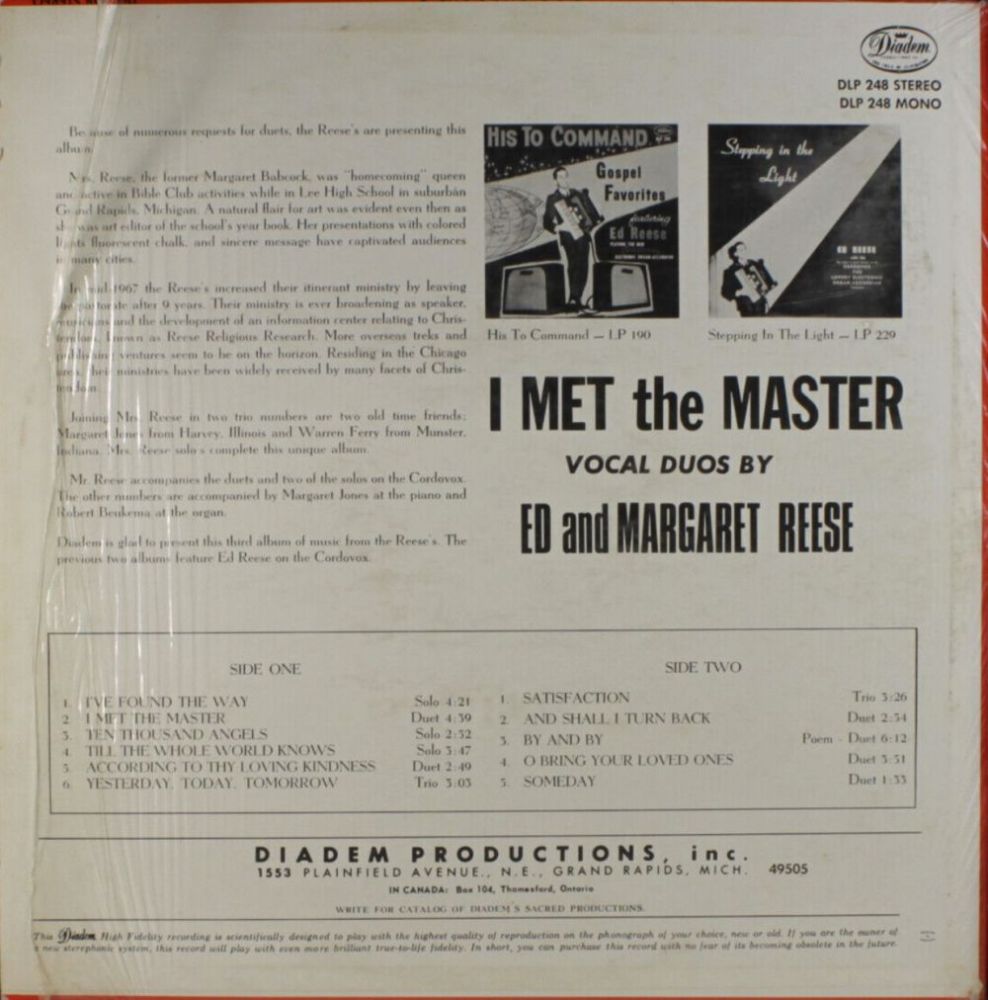 Diadem
DLP 248 STEREO
DLP 248 MONO
Because of numerous requests for duets, the Reese's are presenting this
album.
Mrs. Reese, the former Margaret Babcock, was "homecoming" queen
and active in Bible Club activities while in Lee High School in suburban
Grand Rapids, Michigan. A natural flair for art was evident even then as
she was art editor of the school's year book. Her presentations with colored
lights fluorescent chalk, and sincere message have captivated audiences
in many cities.
In mid-1967 the Reese's increased their itinerant ministry by leaving
the pastorate after 9 years. Their ministry is ever broadening as speaker,
musicians and the development of an information center relating to Chris-
tendom, known as Reese Religious Research. More overseas treks and
publishing ventures seem to be on the horizon. Residing in the Chicago
area, their ministries have been widely received by many facets of Chris-
tendom.
Joining Mrs. Reese in two trio numbers are two old time friends;
Margaret Jones from Harvey, Illinois and Warren Ferry from Munster,
Indiana. Mrs. Reese solo's complete this unique album.
Mr. Reese accompanies the duets and two of the solos on the Cordovox.
The other numbers are accompanied by Margaret Jones at the piano and
Robert Beukema at the organ.
Diadem is glad to present this third album of music from the Reese's. The
previous two albums feature Ed Reese on the Cordovox.
HIS TO COMMAND
Gospel
Favorites
featuring
Ed Reese
Stepping in the
Light
ED REESE
His To Command — LP 190
Stepping In The Light — LP 229
I MET the MASTER
VOCAL DUOS BY
ED and MARGARET REESE
SIDE ONE
1. I'VE FOUND THE WAY Solo 4:21
2. I MET THE MASTER Duet 4:39
3. TEN THOUSAND ANGELS Solo 2:52
4. TILL THE WHOLE WORLD KNOWS Solo 3:47
5. ACCORDING TO THY LOVING KINDNESS Duet 2:49
6. YESTERDAY, TODAY, TOMORROW Trio 3:03
SIDE TWO
1. SATISFACTION Trio 3:26
2. AND SHALL I TURN BACK Duet 2:34
3. BY AND BY Poem - Duet 6:12
4. O BRING YOUR LOVED ONES Duet 3:51
5. SOMEDAY Duet 1:33
DIADEM PRODUCTIONS, inc.
1553 PLAINFIELD AVENUE., N.E., GRAND RAPIDS, MICH. 49505
IN CANADA: Box 104, Thamesford, Ontario
WRITE FOR CATALOG OF DIADEM'S SACRED PRODUCTIONS.
This Diadem High Fidelity recording is scientifically designed to play with the highest quality of reproduction on the phonograph of your choice, new or old. If you are the owner of
a new sterephonic system, this record will play with even more brilliant true-to-life fidelity. In short, you can purchase this record with no fear of its becoming obsolete in the future.